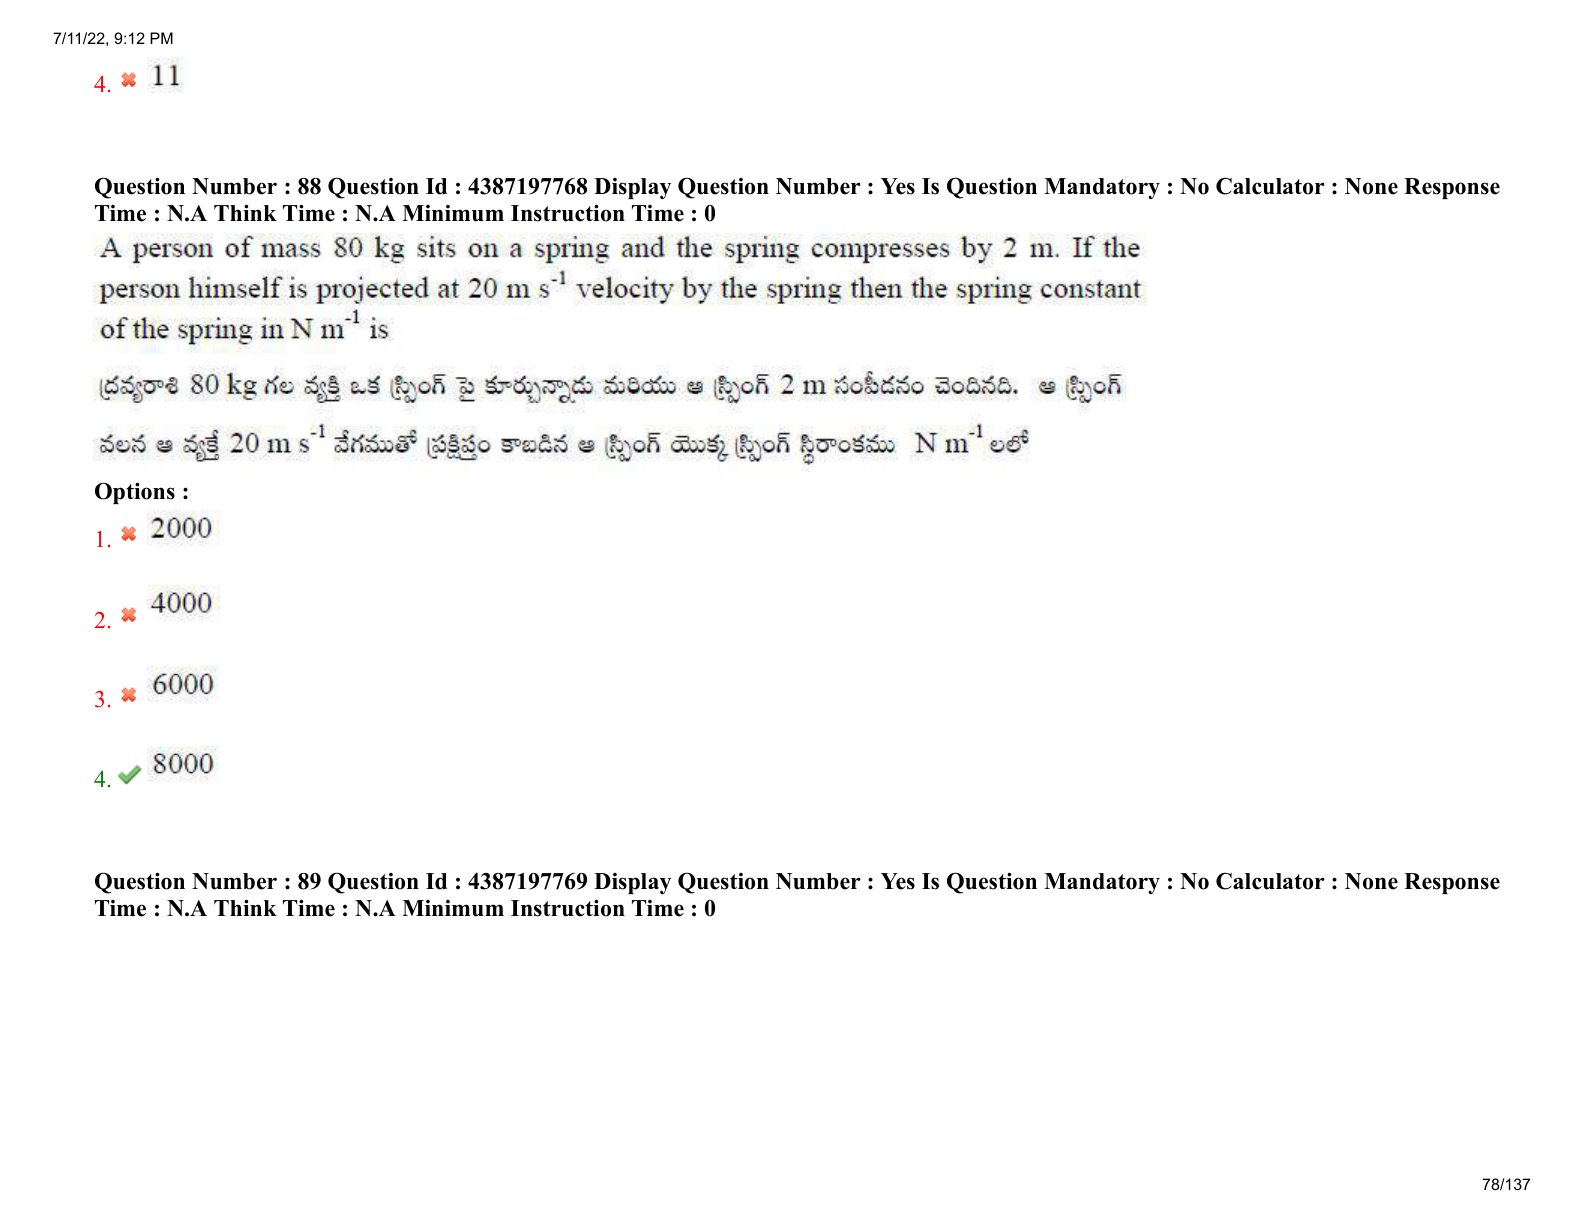 7/11/22, 9:12 PM
4. 11
Question Number : 88 Question Id : 4387197768 Display Question Number : Yes Is Question Mandatory : No Calculator : None Response
Time : N.A Think Time : N.A Minimum Instruction Time : 0
A person of mass 80 kg sits on a spring and the spring compresses by 2 m. If the
person himself is projected at 20 m s⁻¹ velocity by the spring then the spring constant
of the spring in N m⁻¹ is
ద్రవ్యరాశి 80 kg గల వ్యక్తి ఒక స్ప్రింగ్ పై కూర్చున్నాడు మరియు ఆ స్ప్రింగ్ 2 m సంపీడనం చెందినది. ఆ స్ప్రింగ్
వలన ఆ వ్యక్తే 20 m s⁻¹ వేగముతో ప్రక్షిప్తం కాబడిన ఆ స్ప్రింగ్ యొక్క స్ప్రింగ్ స్థిరాంకము N m⁻¹ లలో
Options :
1. 2000
2. 4000
3. 6000
4. 8000
Question Number : 89 Question Id : 4387197769 Display Question Number : Yes Is Question Mandatory : No Calculator : None Response
Time : N.A Think Time : N.A Minimum Instruction Time : 0
78/137